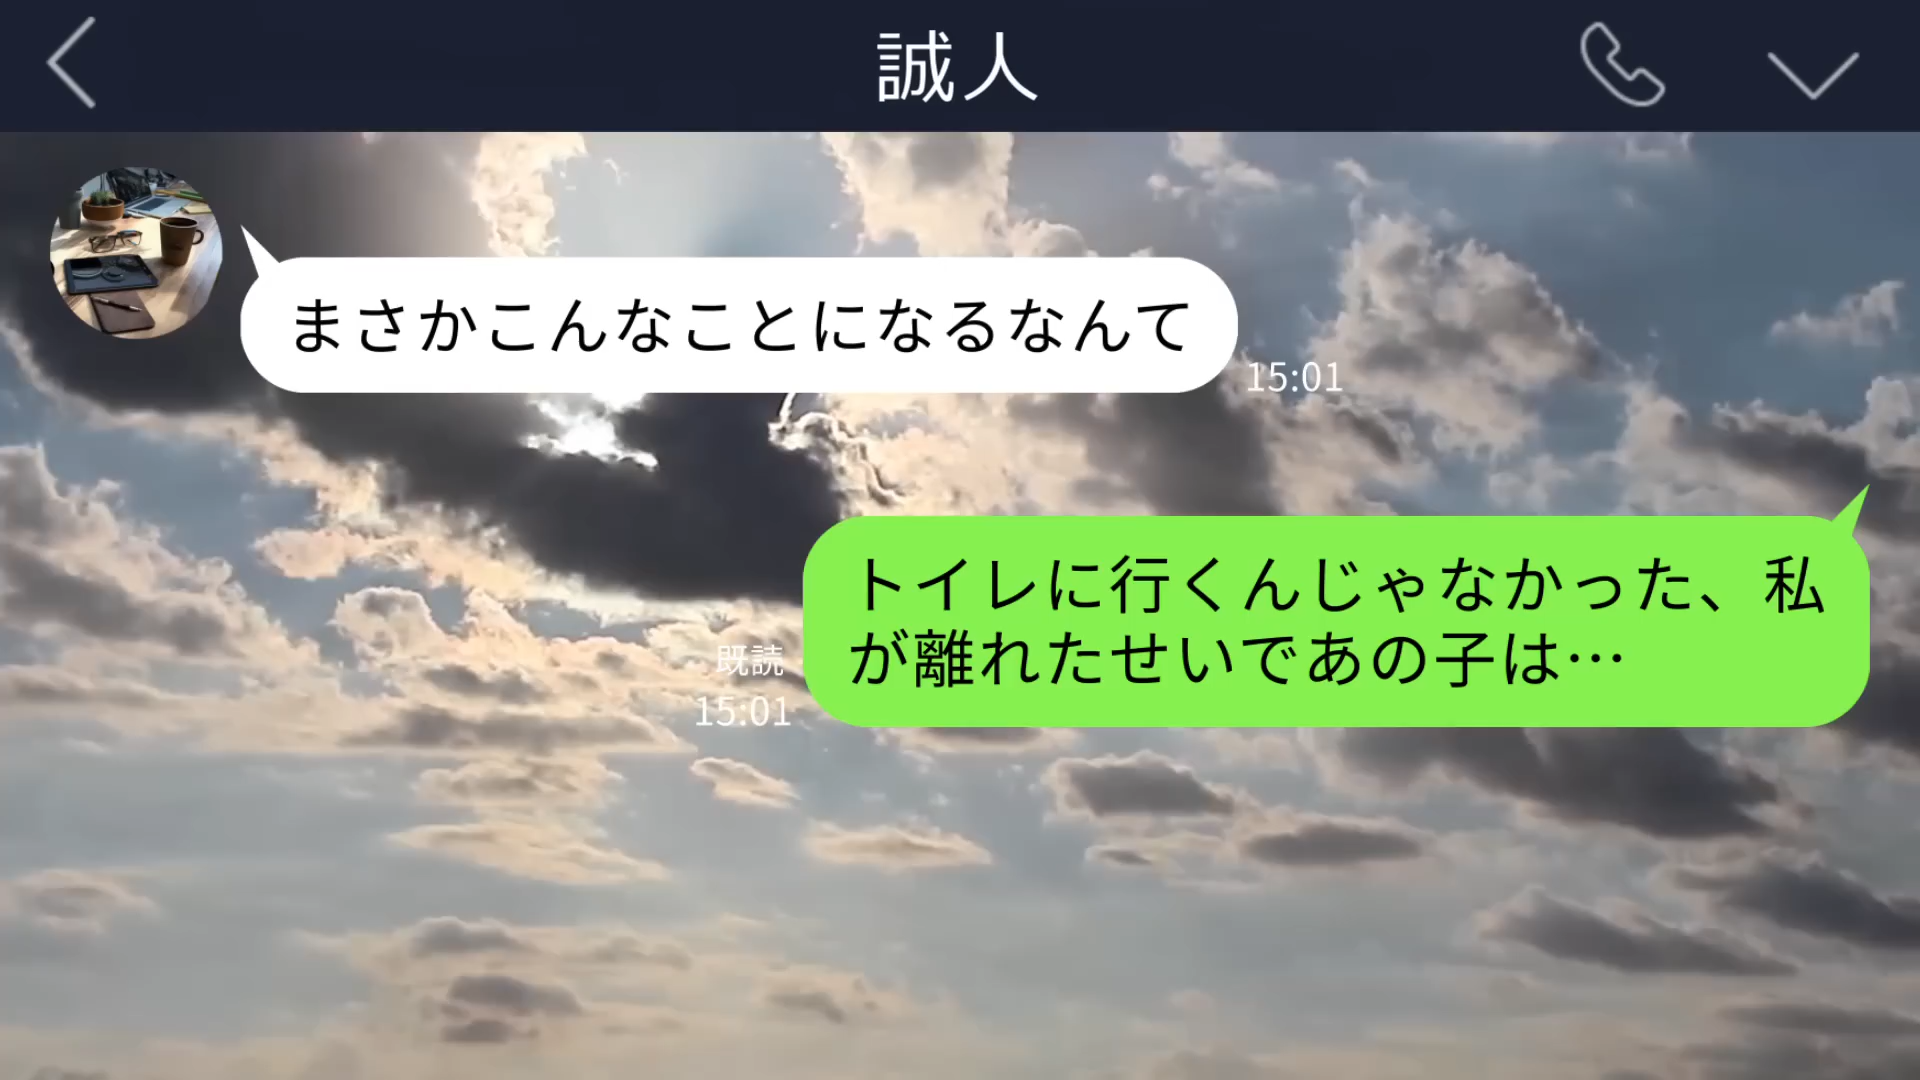 誠人
まさかこんなことになるなんて
15:01
トイレに行くんじゃなかった、私
が離れたせいであの子は…
既読
15:01